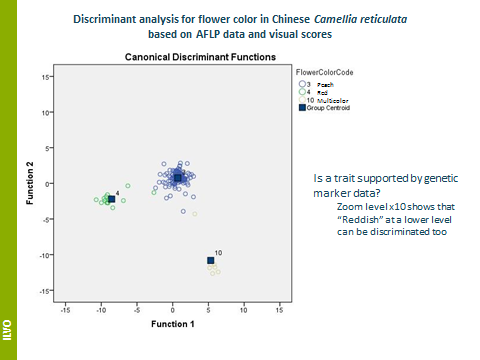 Discriminant analysis for flower color in Chinese Camellia reticulata
based on AFLP data and visual scores
Canonical Discriminant Functions
FlowerColorCode
3 Peach
4 Red
10 Multicolor
Group Centroid
Function 2
15
10
5
0
-5
-10
-15
4
10
-15
-10
-5
0
5
10
15
Function 1
Is a trait supported by genetic
marker data?
Zoom level x10 shows that
“Reddish” at a lower level
can be discriminated too
ILVO